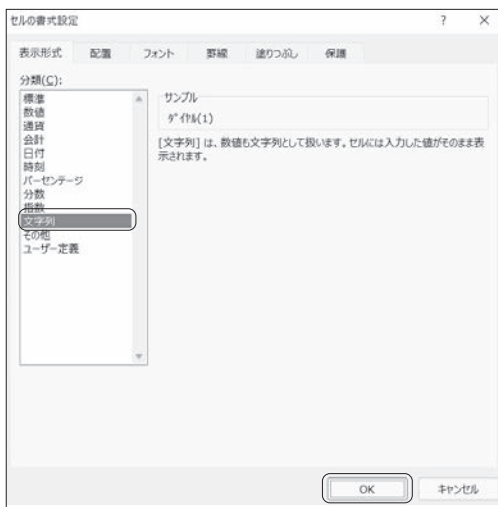 セルの書式設定
? ×
表示形式 配置 フォント 罫線 塗りつぶし 保護
分類(C):
標準
数値
通貨
会計
日付
時刻
パーセンテージ
分数
指数
文字列
その他
ユーザー定義
サンプル
ﾀﾞｲﾔﾙ(1)
[文字列] は、数値も文字列として扱います。セルには入力した値がそのまま表
示されます。
OK キャンセル